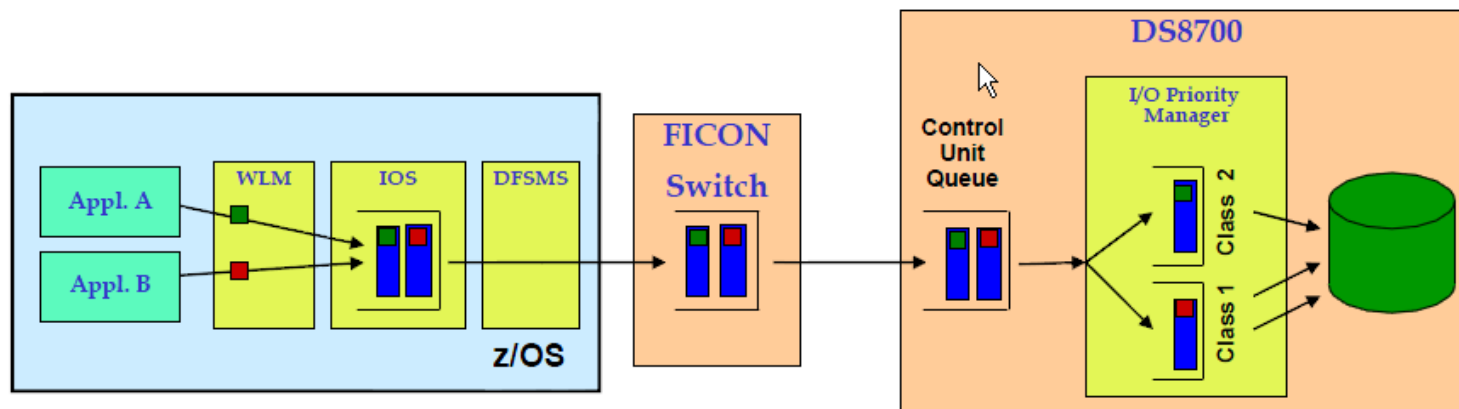 DS8700
I/O Priority
Manager
FICON
Switch
Control
Unit
Queue
WLM
IOS
DFSMS
Appl. A
Appl. B
Class 2
Class 1
z/OS